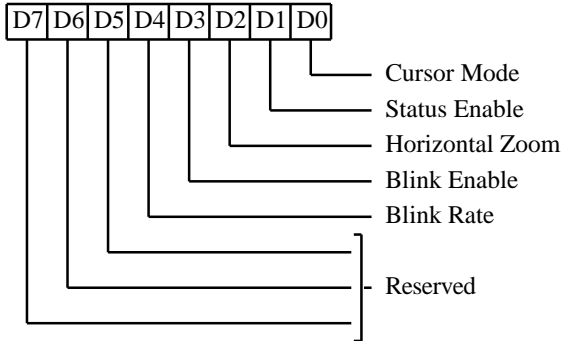 D7 D6 D5 D4 D3 D2 D1 D0
Cursor Mode
Status Enable
Horizontal Zoom
Blink Enable
Blink Rate
Reserved